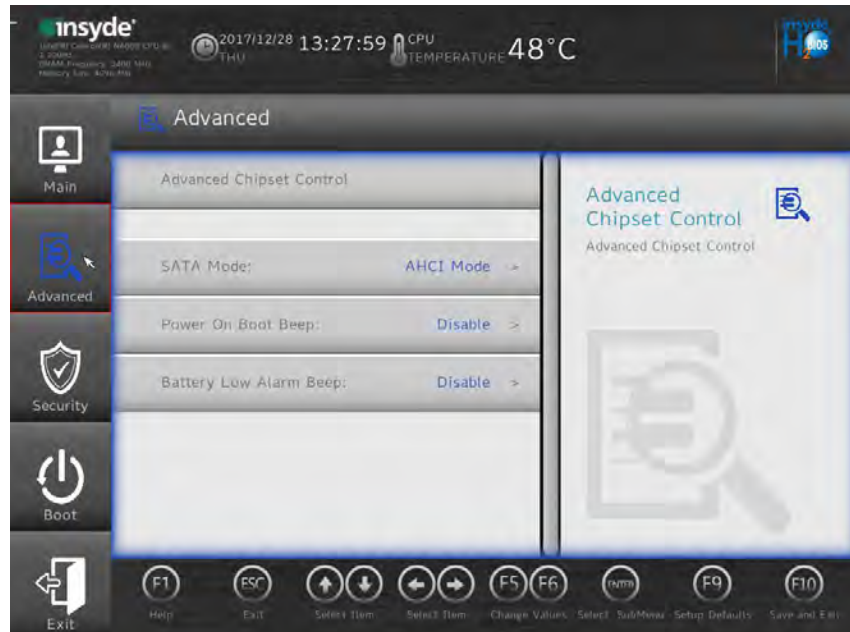 insyde
2017/12/28 13:27:59 CPU
THU TEMPERATURE 48°C
insyde
H2O BIOS
Advanced
Main
Advanced Chipset Control
Advanced
Chipset Control
Advanced Chipset Control
SATA Mode: AHCI Mode >
Advanced
Power On Boot Beep: Disable >
Battery Low Alarm Beep: Disable >
Security
Boot
Exit
F1 ESC F5 F6 ENTER F9 F10
Help Exit Select Item Select Item Change Values Select SubMenu Setup Defaults Save and Exit